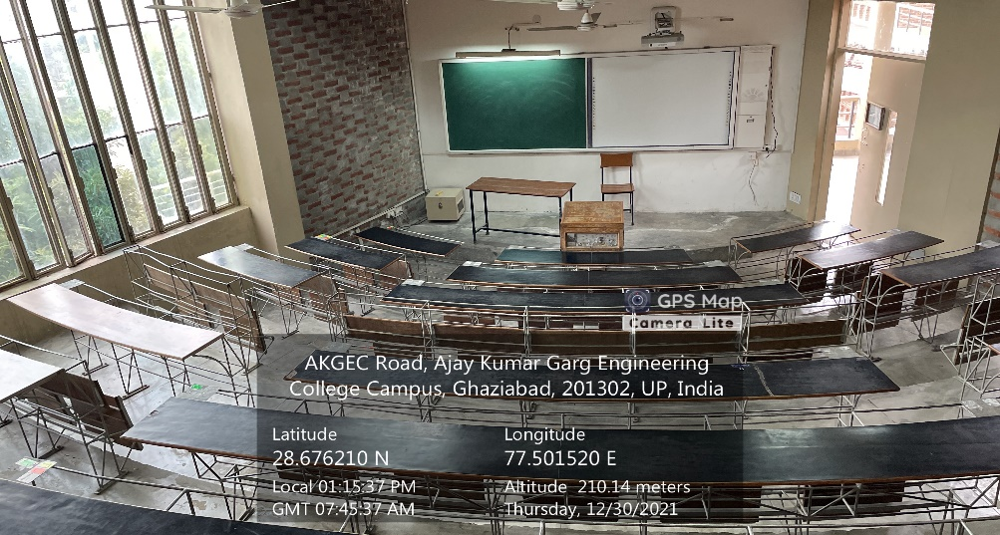 GPS Map
Camera Lite
AKGEC Road, Ajay Kumar Garg Engineering
College Campus, Ghaziabad, 201302, UP, India
Latitude
28.676210 N
Longitude
77.501520 E
Local 01:15:37 PM
GMT 07:45:37 AM
Altitude 210.14 meters
Thursday, 12/30/2021